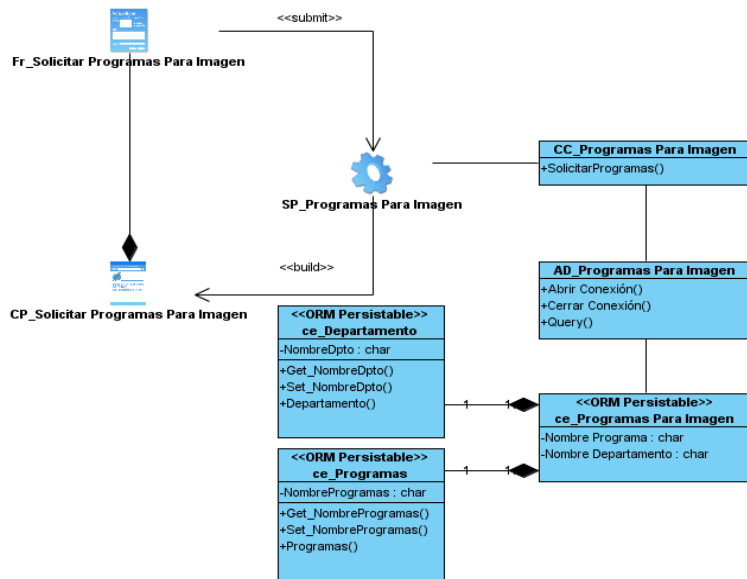 <<submit>>
Fr_Solicitar Programas Para Imagen
CC_Programas Para Imagen
+SolicitarProgramas()
SP_Programas Para Imagen
<<build>>
AD_Programas Para Imagen
+Abrir Conexión()
+Cerrar Conexión()
+Query()
CP_Solicitar Programas Para Imagen
<<ORM Persistable>>
ce_Departamento
-NombreDpto : char
+Get_NombreDpto()
+Set_NombreDpto()
+Departamento()
1
1
<<ORM Persistable>>
ce_Programas Para Imagen
-Nombre Programa : char
-Nombre Departamento : char
<<ORM Persistable>>
ce_Programas
-NombreProgramas : char
+Get_NombreProgramas()
+Set_NombreProgramas()
+Programas()
1
1